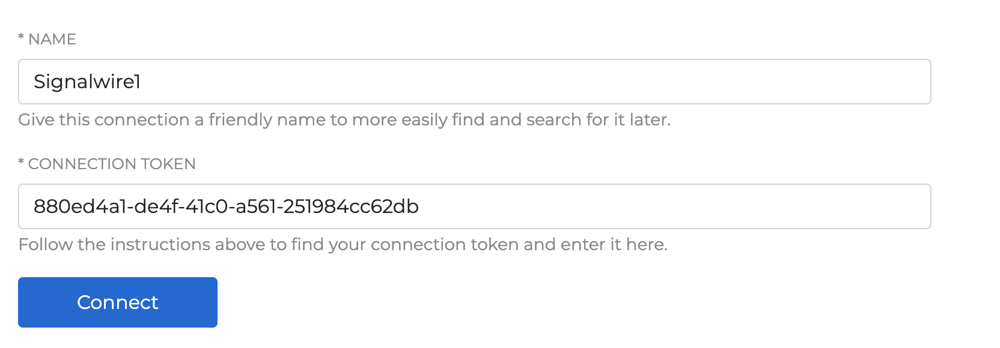 * NAME
Signalwire1
Give this connection a friendly name to more easily find and search for it later.
* CONNECTION TOKEN
880ed4a1-de4f-41c0-a561-251984cc62db
Follow the instructions above to find your connection token and enter it here.
Connect